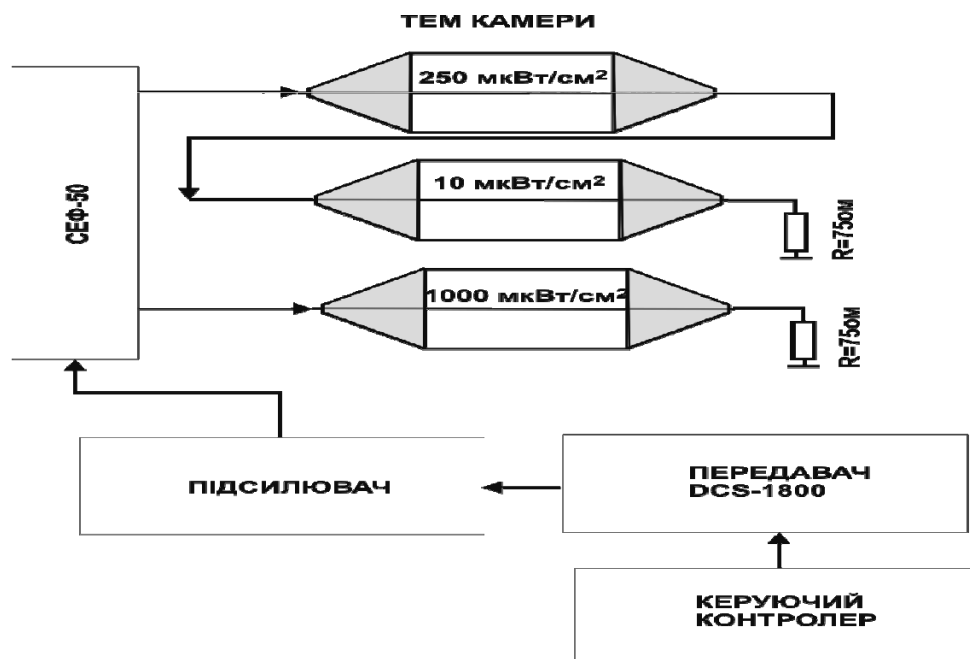 ТЕМ КАМЕРИ
250 мкВт/см²
СЕФ-50
10 мкВт/см²
R=75ом
1000 мкВт/см²
R=75ом
ПІДСИЛЮВАЧ
ПЕРЕДАВАЧ
DCS-1800
КЕРУЮЧИЙ
КОНТРОЛЕР